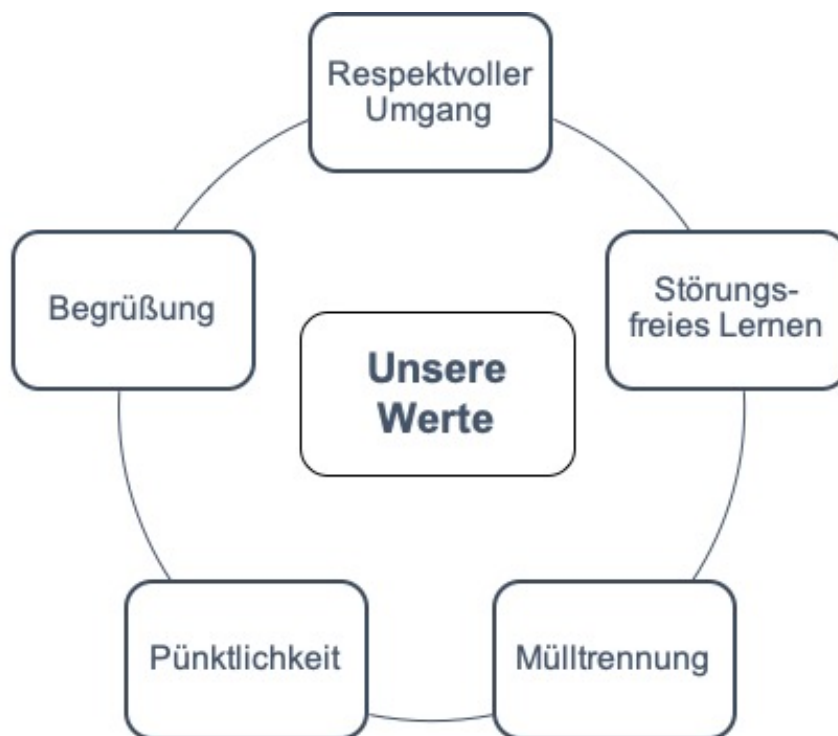 Respektvoller
Umgang
Begrüßung
Störungs-
freies Lernen
Unsere
Werte
Pünktlichkeit
Mülltrennung